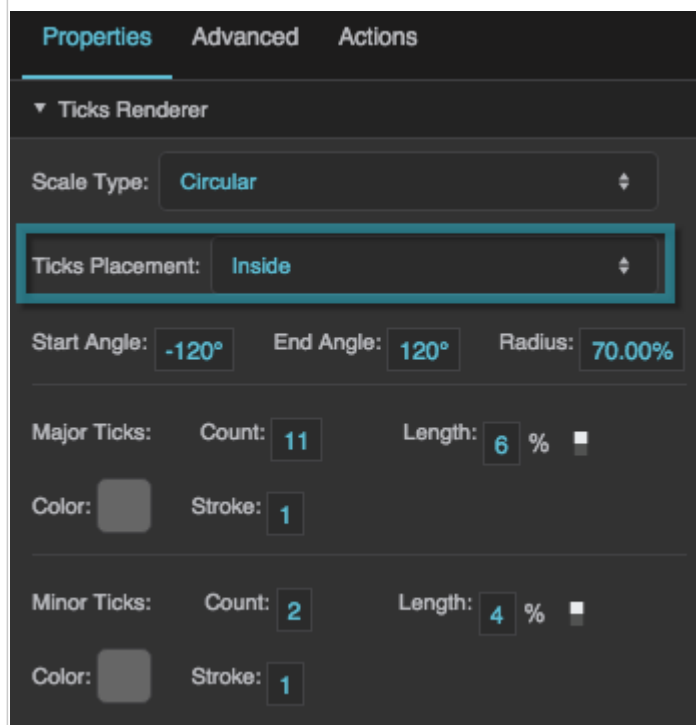 Properties Advanced Actions
Ticks Renderer
Scale Type: Circular
Ticks Placement: Inside
Start Angle: -120° End Angle: 120° Radius: 70.00%
Major Ticks: Count: 11 Length: 6 %
Color: Stroke: 1
Minor Ticks: Count: 2 Length: 4 %
Color: Stroke: 1